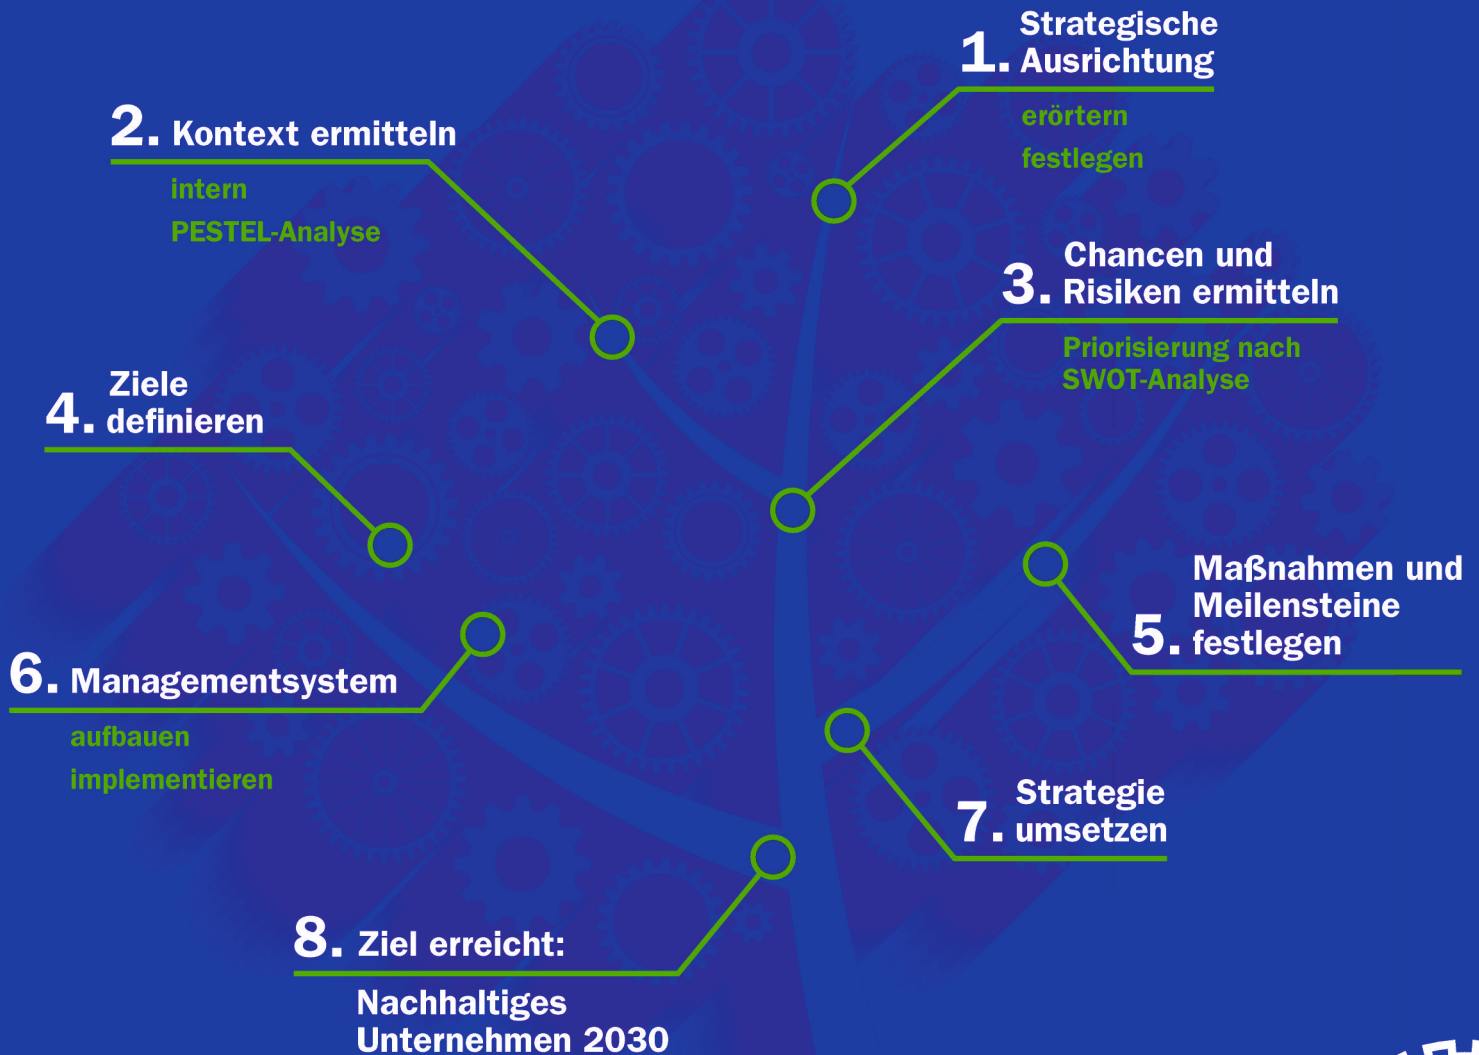 1. Strategische
Ausrichtung
erörtern
festlegen
2. Kontext ermitteln
intern
PESTEL-Analyse
3. Chancen und
Risiken ermitteln
Priorisierung nach
SWOT-Analyse
4. Ziele
definieren
5. Maßnahmen und
Meilensteine
festlegen
6. Managementsystem
aufbauen
implementieren
7. Strategie
umsetzen
8. Ziel erreicht:
Nachhaltiges
Unternehmen 2030